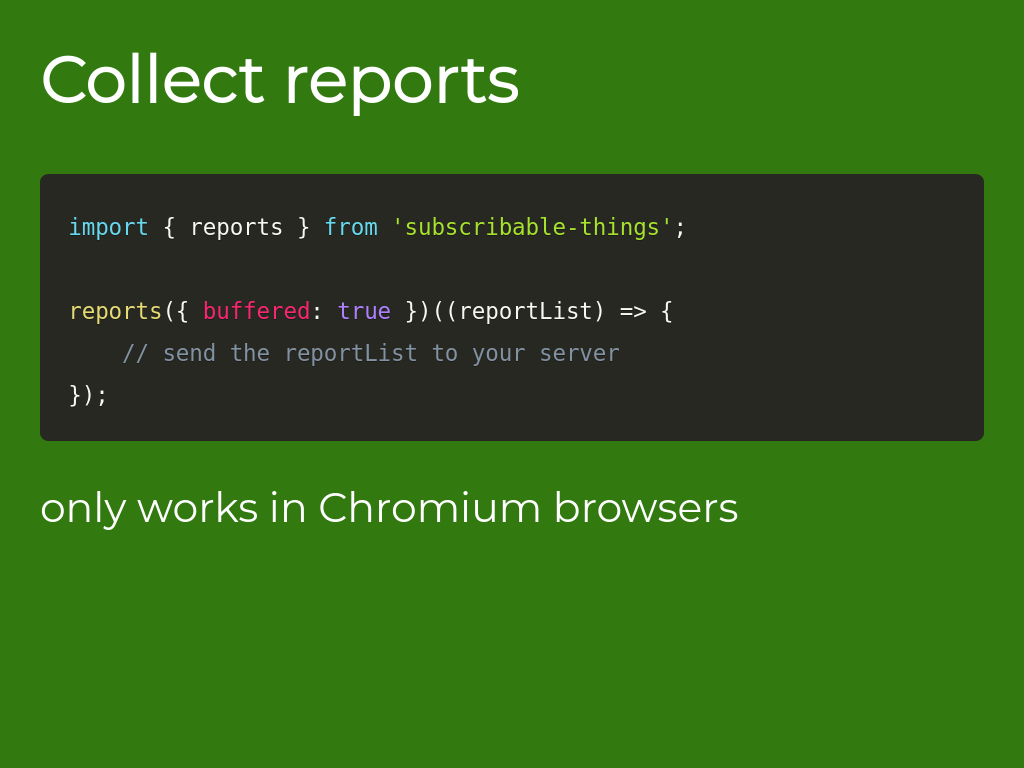 Collect reports
import { reports } from 'subscribable-things';
reports({ buffered: true })((reportList) => {
    // send the reportList to your server
});
only works in Chromium browsers